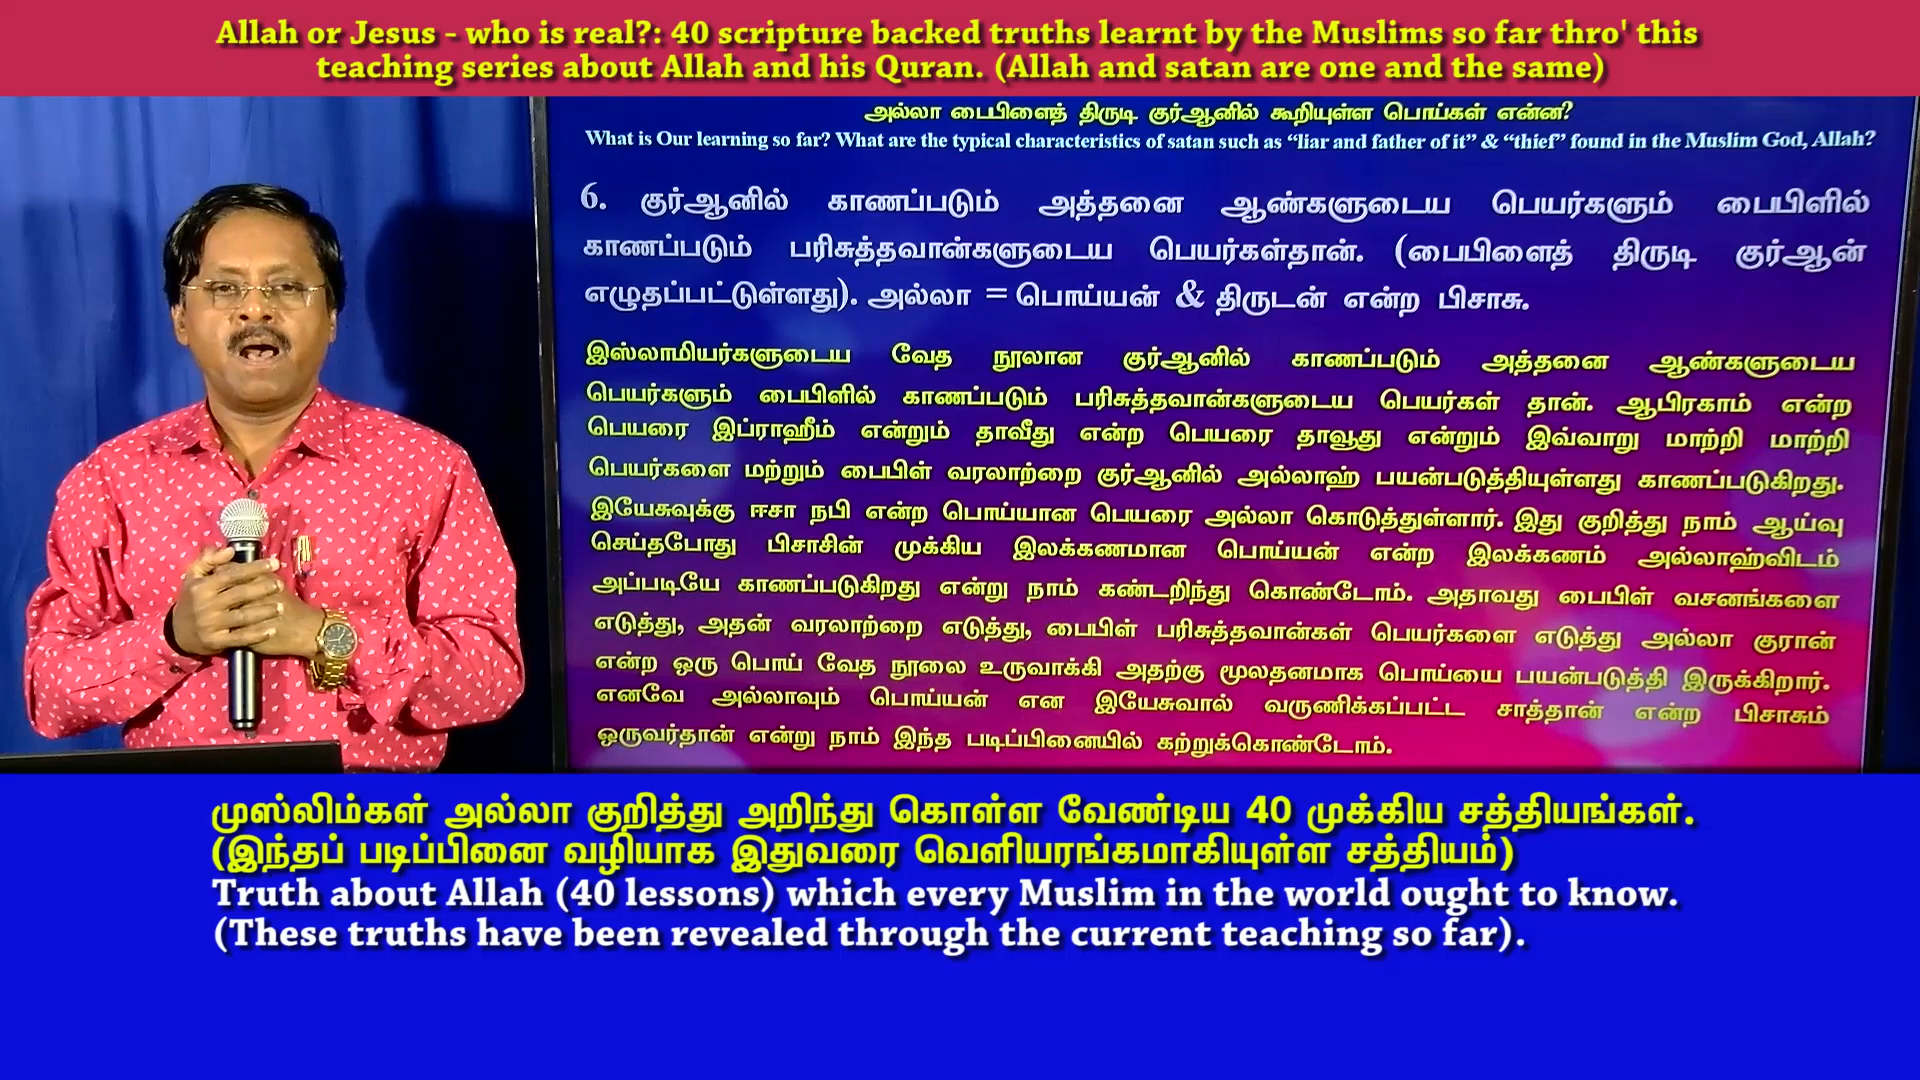 Allah or Jesus - who is real?: 40 scripture backed truths learnt by the Muslims so far thro' this
teaching series about Allah and his Quran. (Allah and satan are one and the same)
அல்லா பைபிளைத் திருடி குர்ஆனில் கூறியுள்ள பொய்கள் என்ன?
What is Our learning so far? What are the typical characteristics of satan such as “liar and father of it” & “thief” found in the Muslim God, Allah?
6. குர்ஆனில் காணப்படும் அத்தனை ஆண்களுடைய பெயர்களும் பைபிளில்
காணப்படும் பரிசுத்தவான்களுடைய பெயர்கள்தான். (பைபிளைத் திருடி குர்ஆன்
எழுதப்பட்டுள்ளது). அல்லா = பொய்யன் & திருடன் என்ற பிசாசு.
இஸ்லாமியர்களுடைய வேத நூலான குர்ஆனில் காணப்படும் அத்தனை ஆண்களுடைய
பெயர்களும் பைபிளில் காணப்படும் பரிசுத்தவான்களுடைய பெயர்கள் தான். ஆபிரகாம் என்ற
பெயரை இப்ராஹீம் என்றும் தாவீது என்ற பெயரை தாவூது என்றும் இவ்வாறு மாற்றி மாற்றி
பெயர்களை மற்றும் பைபிள் வரலாற்றை குர்ஆனில் அல்லாஹ் பயன்படுத்தியுள்ளது காணப்படுகிறது.
இயேசுவுக்கு ஈசா நபி என்ற பொய்யான பெயரை அல்லா கொடுத்துள்ளார். இது குறித்து நாம் ஆய்வு
செய்தபோது பிசாசின் முக்கிய இலக்கணமான பொய்யன் என்ற இலக்கணம் அல்லாஹ்விடம்
அப்படியே காணப்படுகிறது என்று நாம் கண்டறிந்து கொண்டோம். அதாவது பைபிள் வசனங்களை
எடுத்து, அதன் வரலாற்றை எடுத்து, பைபிள் பரிசுத்தவான்கள் பெயர்களை எடுத்து அல்லா குரான்
என்ற ஒரு பொய் வேத நூலை உருவாக்கி அதற்கு மூலதனமாக பொய்யை பயன்படுத்தி இருக்கிறார்.
எனவே அல்லாவும் பொய்யன் என இயேசுவால் வருணிக்கப்பட்ட சாத்தான் என்ற பிசாசும்
ஒருவர்தான் என்று நாம் இந்த படிப்பினையில் கற்றுக்கொண்டோம்.
முஸ்லிம்கள் அல்லா குறித்து அறிந்து கொள்ள வேண்டிய 40 முக்கிய சத்தியங்கள்.
(இந்தப் படிப்பினை வழியாக இதுவரை வெளியரங்கமாகியுள்ள சத்தியம்)
Truth about Allah (40 lessons) which every Muslim in the world ought to know.
(These truths have been revealed through the current teaching so far).